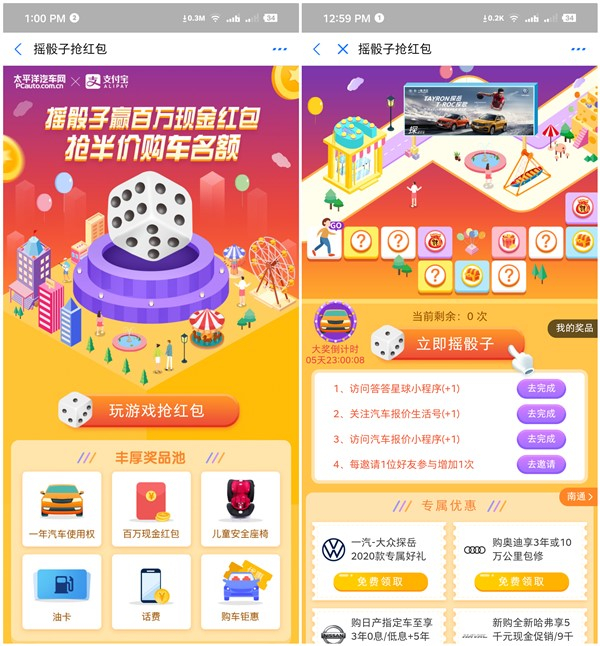 1:00 PM
0.3M
34
摇骰子抢红包
太平洋汽车网
PCauto.com.cn
×
支付宝
ALIPAY
摇骰子赢百万现金红包
抢半价购车名额
玩游戏抢红包
丰厚奖品池
一年汽车使用权
百万现金红包
儿童安全座椅
油卡
话费
购车钜惠
12:59 PM
0.2K
34
摇骰子抢红包
TAYRON探岳
T-ROC探歌
GO
?
?
?
?
当前剩余: 0 次
我的奖品
立即摇骰子
大奖倒计时
05天23:00:08
1、访问答答星球小程序(+1)
去完成
2、关注汽车报价生活号(+1)
去完成
3、访问汽车报价小程序(+1)
去完成
4、每邀请1位好友参与增加1次
去邀请
南通 >
专属优惠
一汽-大众探岳
2020款专属好礼
免费领取
购奥迪享3年或10
万公里包修
免费领取
NISSAN
购日产指定车至享
3年0息/低息+5年
购全新哈弗享5
千元现金促销/9千